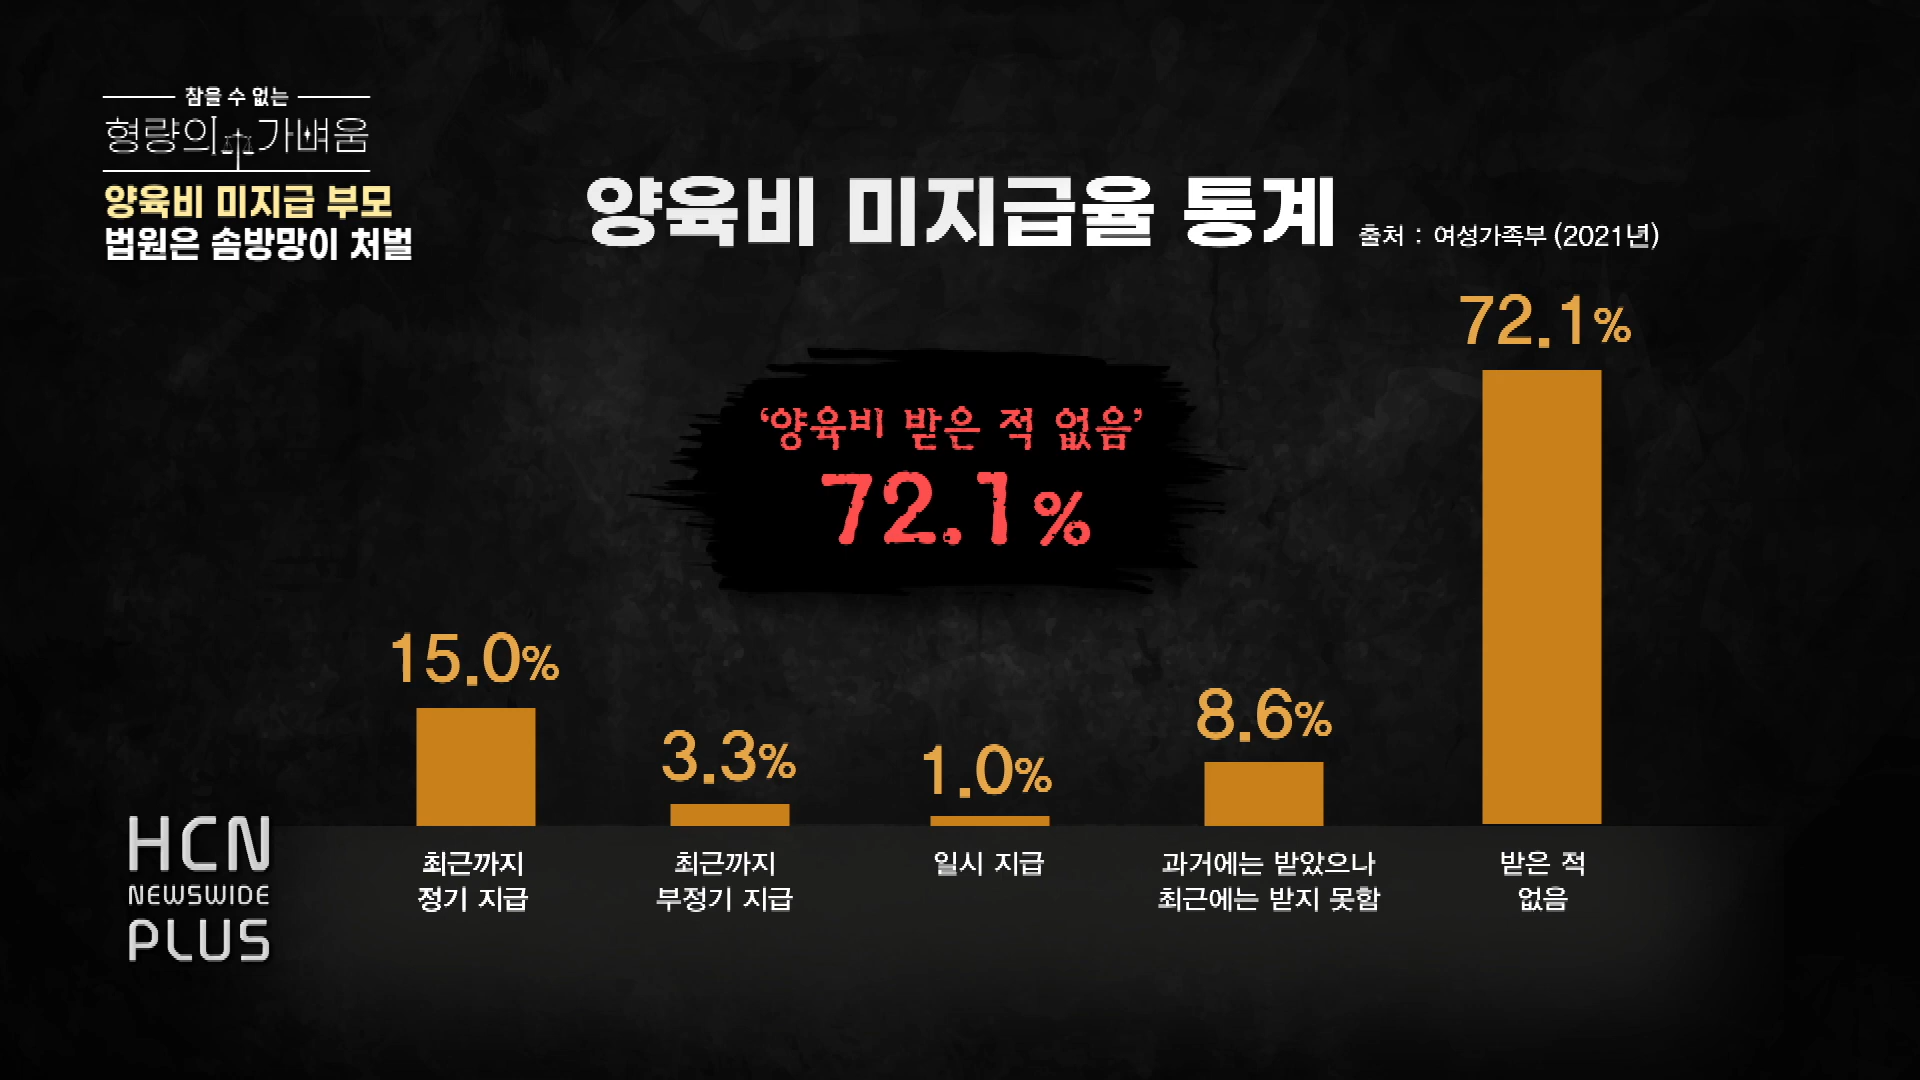 참을 수 없는
형량의 가벼움
양육비 미지급 부모
법원은 솜방망이 처벌
양육비 미지급율 통계
출처 : 여성가족부 (2021년)
‘양육비 받은 적 없음’
72.1%
15.0%
3.3%
1.0%
8.6%
72.1%
최근까지
정기 지급
최근까지
부정기 지급
일시 지급
과거에는 받았으나
최근에는 받지 못함
받은 적
없음
HCN
NEWSWIDE
PLUS